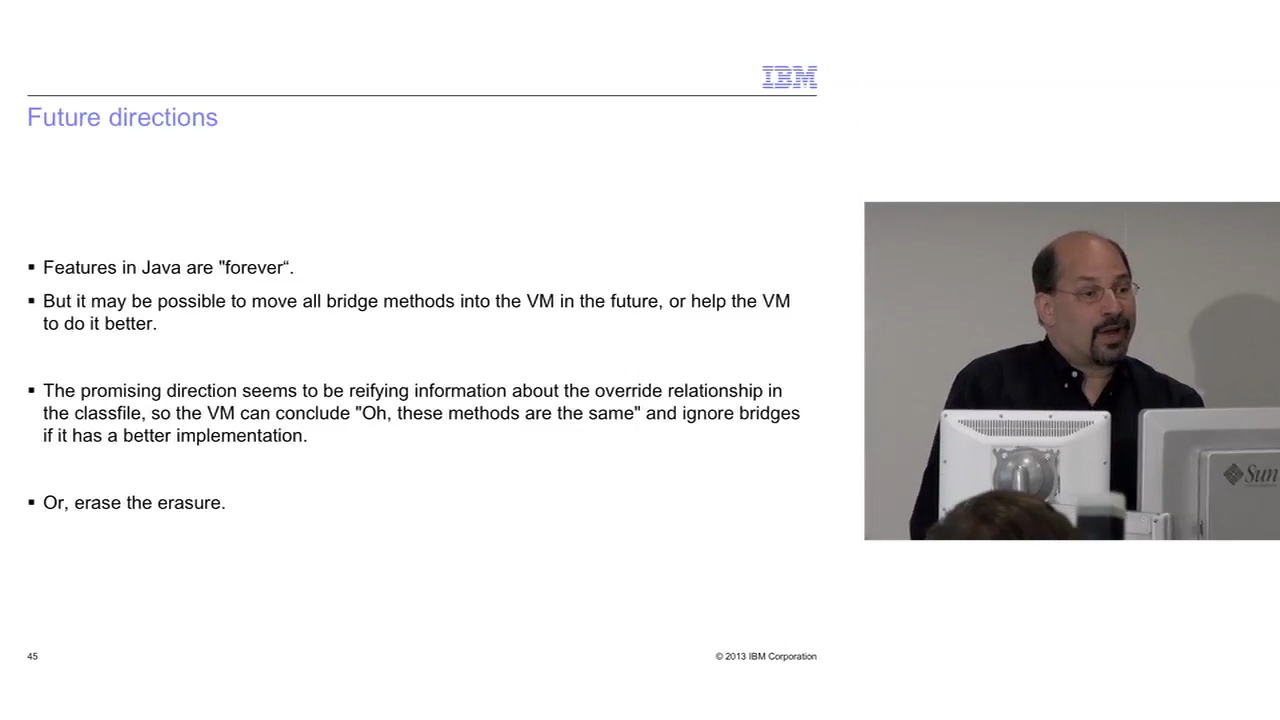 IBM
Future directions
▪ Features in Java are "forever“.
▪ But it may be possible to move all bridge methods into the VM in the future, or help the VM
to do it better.
▪ The promising direction seems to be reifying information about the override relationship in
the classfile, so the VM can conclude "Oh, these methods are the same" and ignore bridges
if it has a better implementation.
▪ Or, erase the erasure.
Sun
45
© 2013 IBM Corporation